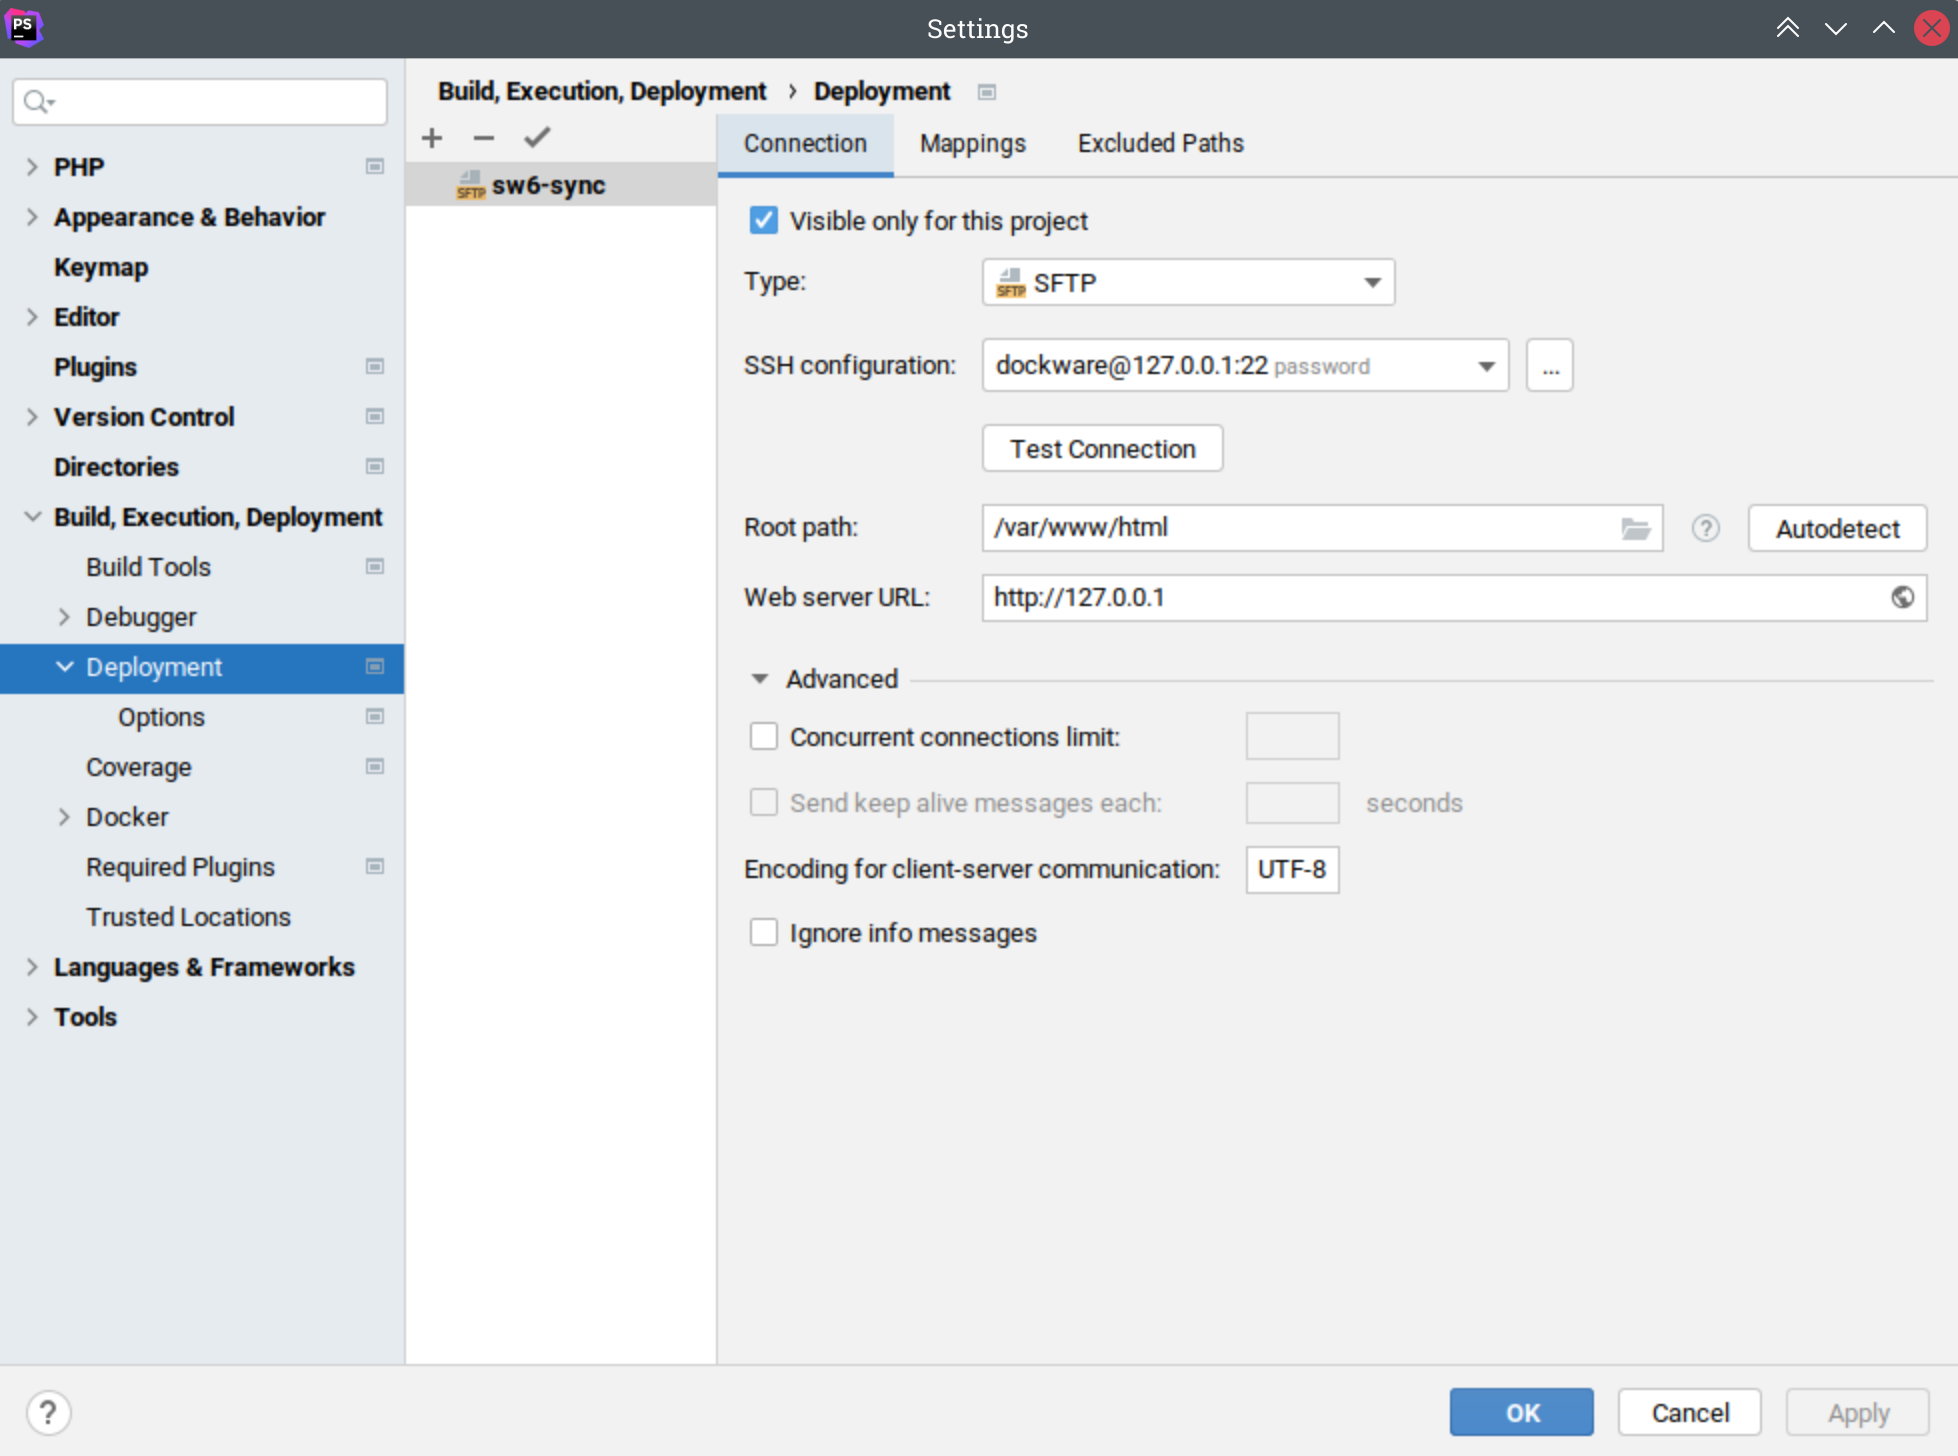 PS
Settings
Build, Execution, Deployment › Deployment
PHP
Appearance & Behavior
Keymap
Editor
Plugins
Version Control
Directories
Build, Execution, Deployment
Build Tools
Debugger
Deployment
Options
Coverage
Docker
Required Plugins
Trusted Locations
Languages & Frameworks
Tools
SFTP sw6-sync
Connection Mappings Excluded Paths
Visible only for this project
Type: SFTP SFTP
SSH configuration: dockware@127.0.0.1:22 password ...
Test Connection
Root path: /var/www/html ? Autodetect
Web server URL: http://127.0.0.1
Advanced
Concurrent connections limit:
Send keep alive messages each: seconds
Encoding for client-server communication: UTF-8
Ignore info messages
? OK Cancel Apply